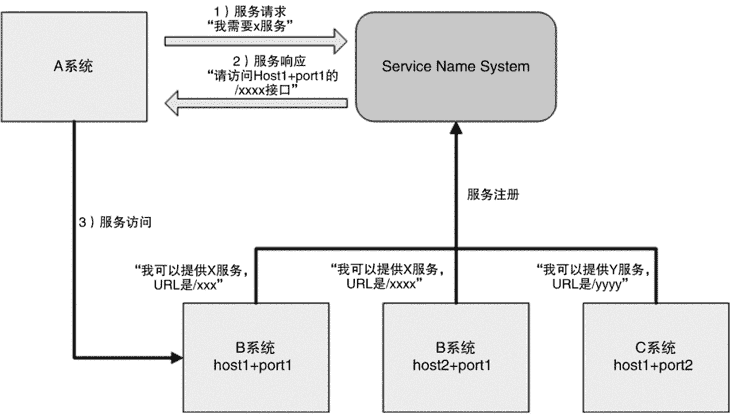 1）服务请求
“我需要x服务”
A系统
2）服务响应
“请访问Host1+port1的
/xxxx接口”
Service Name System
服务注册
3）服务访问
“我可以提供X服务，
URL是/xxx”
“我可以提供X服务，
URL是/xxxx”
“我可以提供Y服务，
URL是/yyyy”
B系统
host1+port1
B系统
host2+port1
C系统
host1+port2